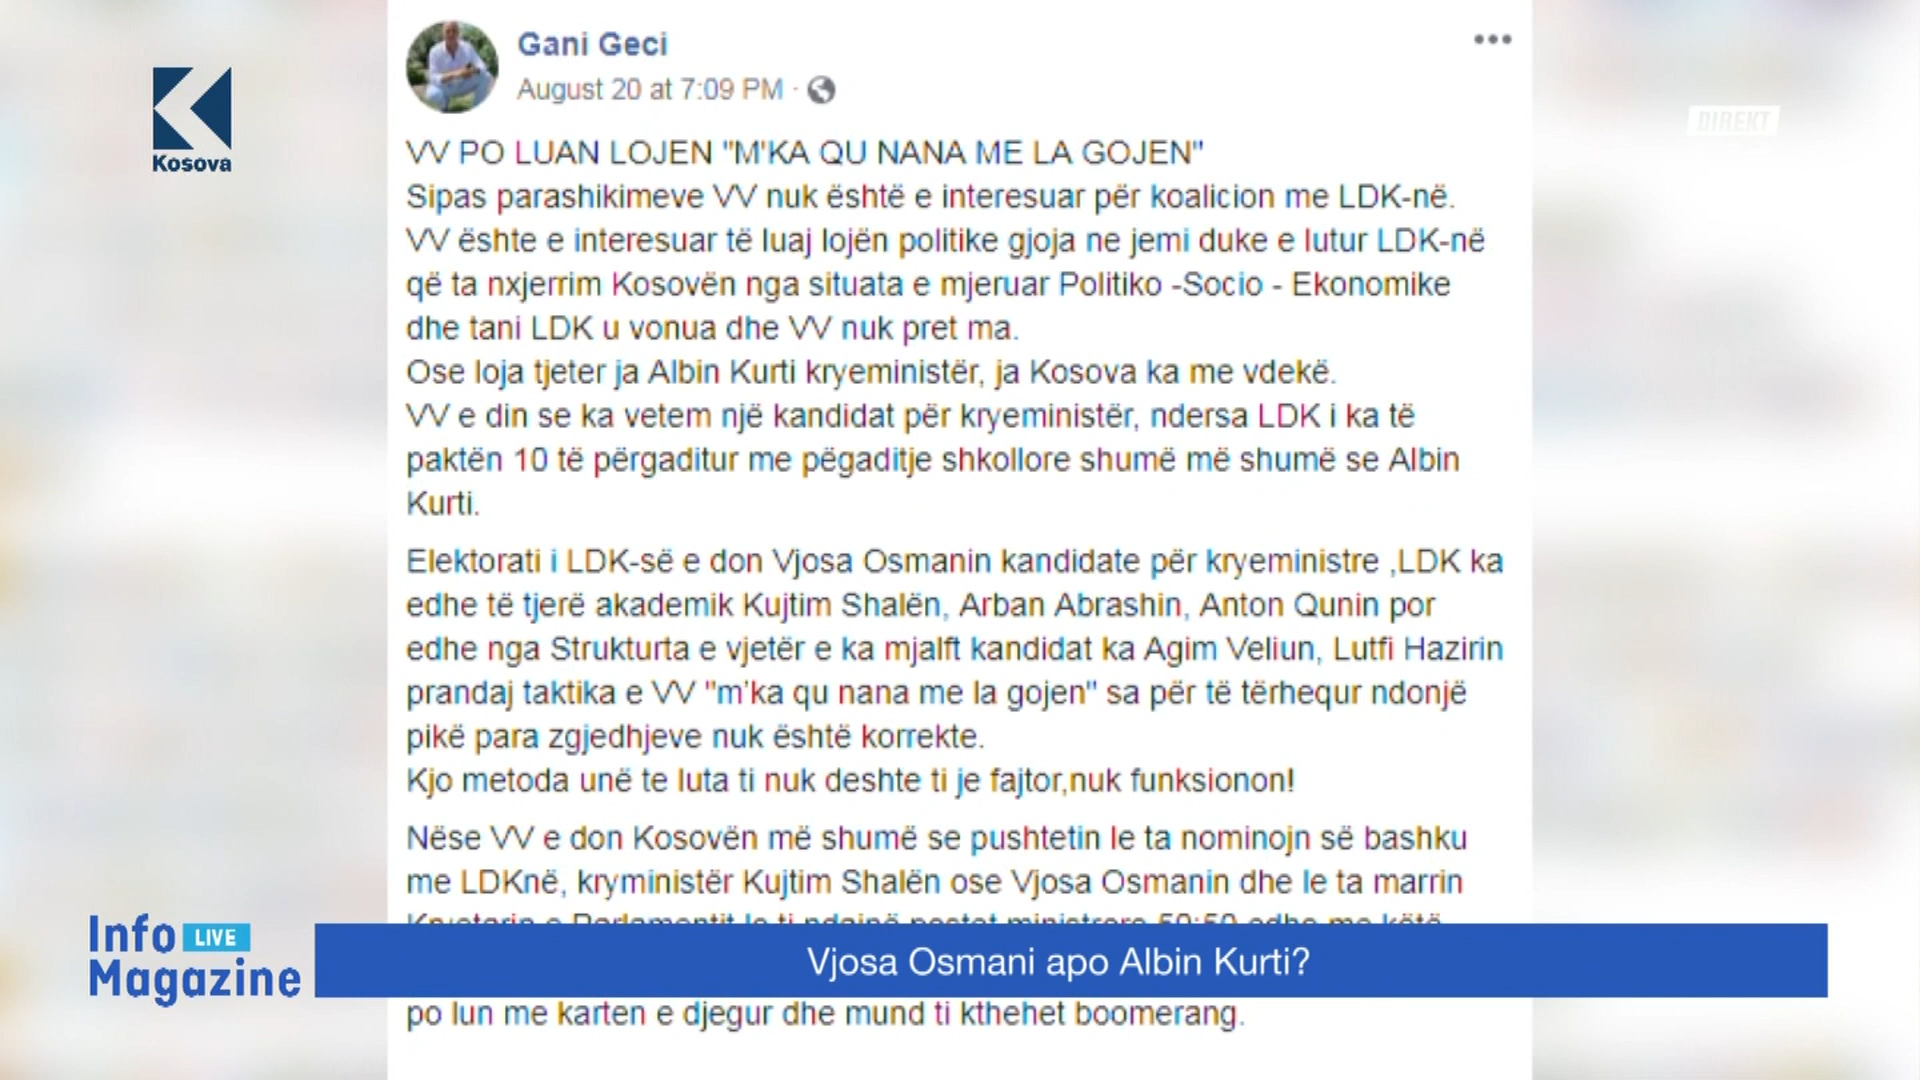 Gani Geci
August 20 at 7:09 PM ·
Kosova
DIREKT
VV PO LUAN LOJEN "M'KA QU NANA ME LA GOJEN"
Sipas parashikimeve VV nuk është e interesuar për koalicion me LDK-në.
VV ështe e interesuar të luaj lojën politike gjoja ne jemi duke e lutur LDK-në
që ta nxjerrim Kosovën nga situata e mjeruar Politiko -Socio - Ekonomike
dhe tani LDK u vonua dhe VV nuk pret ma.
Ose loja tjeter ja Albin Kurti kryeministër, ja Kosova ka me vdekë.
VV e din se ka vetem një kandidat për kryeministër, ndersa LDK i ka të
paktën 10 të përgaditur me pëgaditje shkollore shumë më shumë se Albin
Kurti.
Elektorati i LDK-së e don Vjosa Osmanin kandidate për kryeministre ,LDK ka
edhe të tjerë akademik Kujtim Shalën, Arban Abrashin, Anton Qunin por
edhe nga Strukturta e vjetër e ka mjalft kandidat ka Agim Veliun, Lutfi Hazirin
prandaj taktika e VV "m'ka qu nana me la gojen" sa për të tërhequr ndonjë
pikë para zgjedhjeve nuk është korrekte.
Kjo metoda unë te luta ti nuk deshte ti je fajtor,nuk funksionon!
Nëse VV e don Kosovën më shumë se pushtetin le ta nominojn së bashku
me LDKnë, kryministër Kujtim Shalën ose Vjosa Osmanin dhe le ta marrin
Info LIVE
Magazine
Vjosa Osmani apo Albin Kurti?
po lun me karten e djegur dhe mund ti kthehet boomerang.